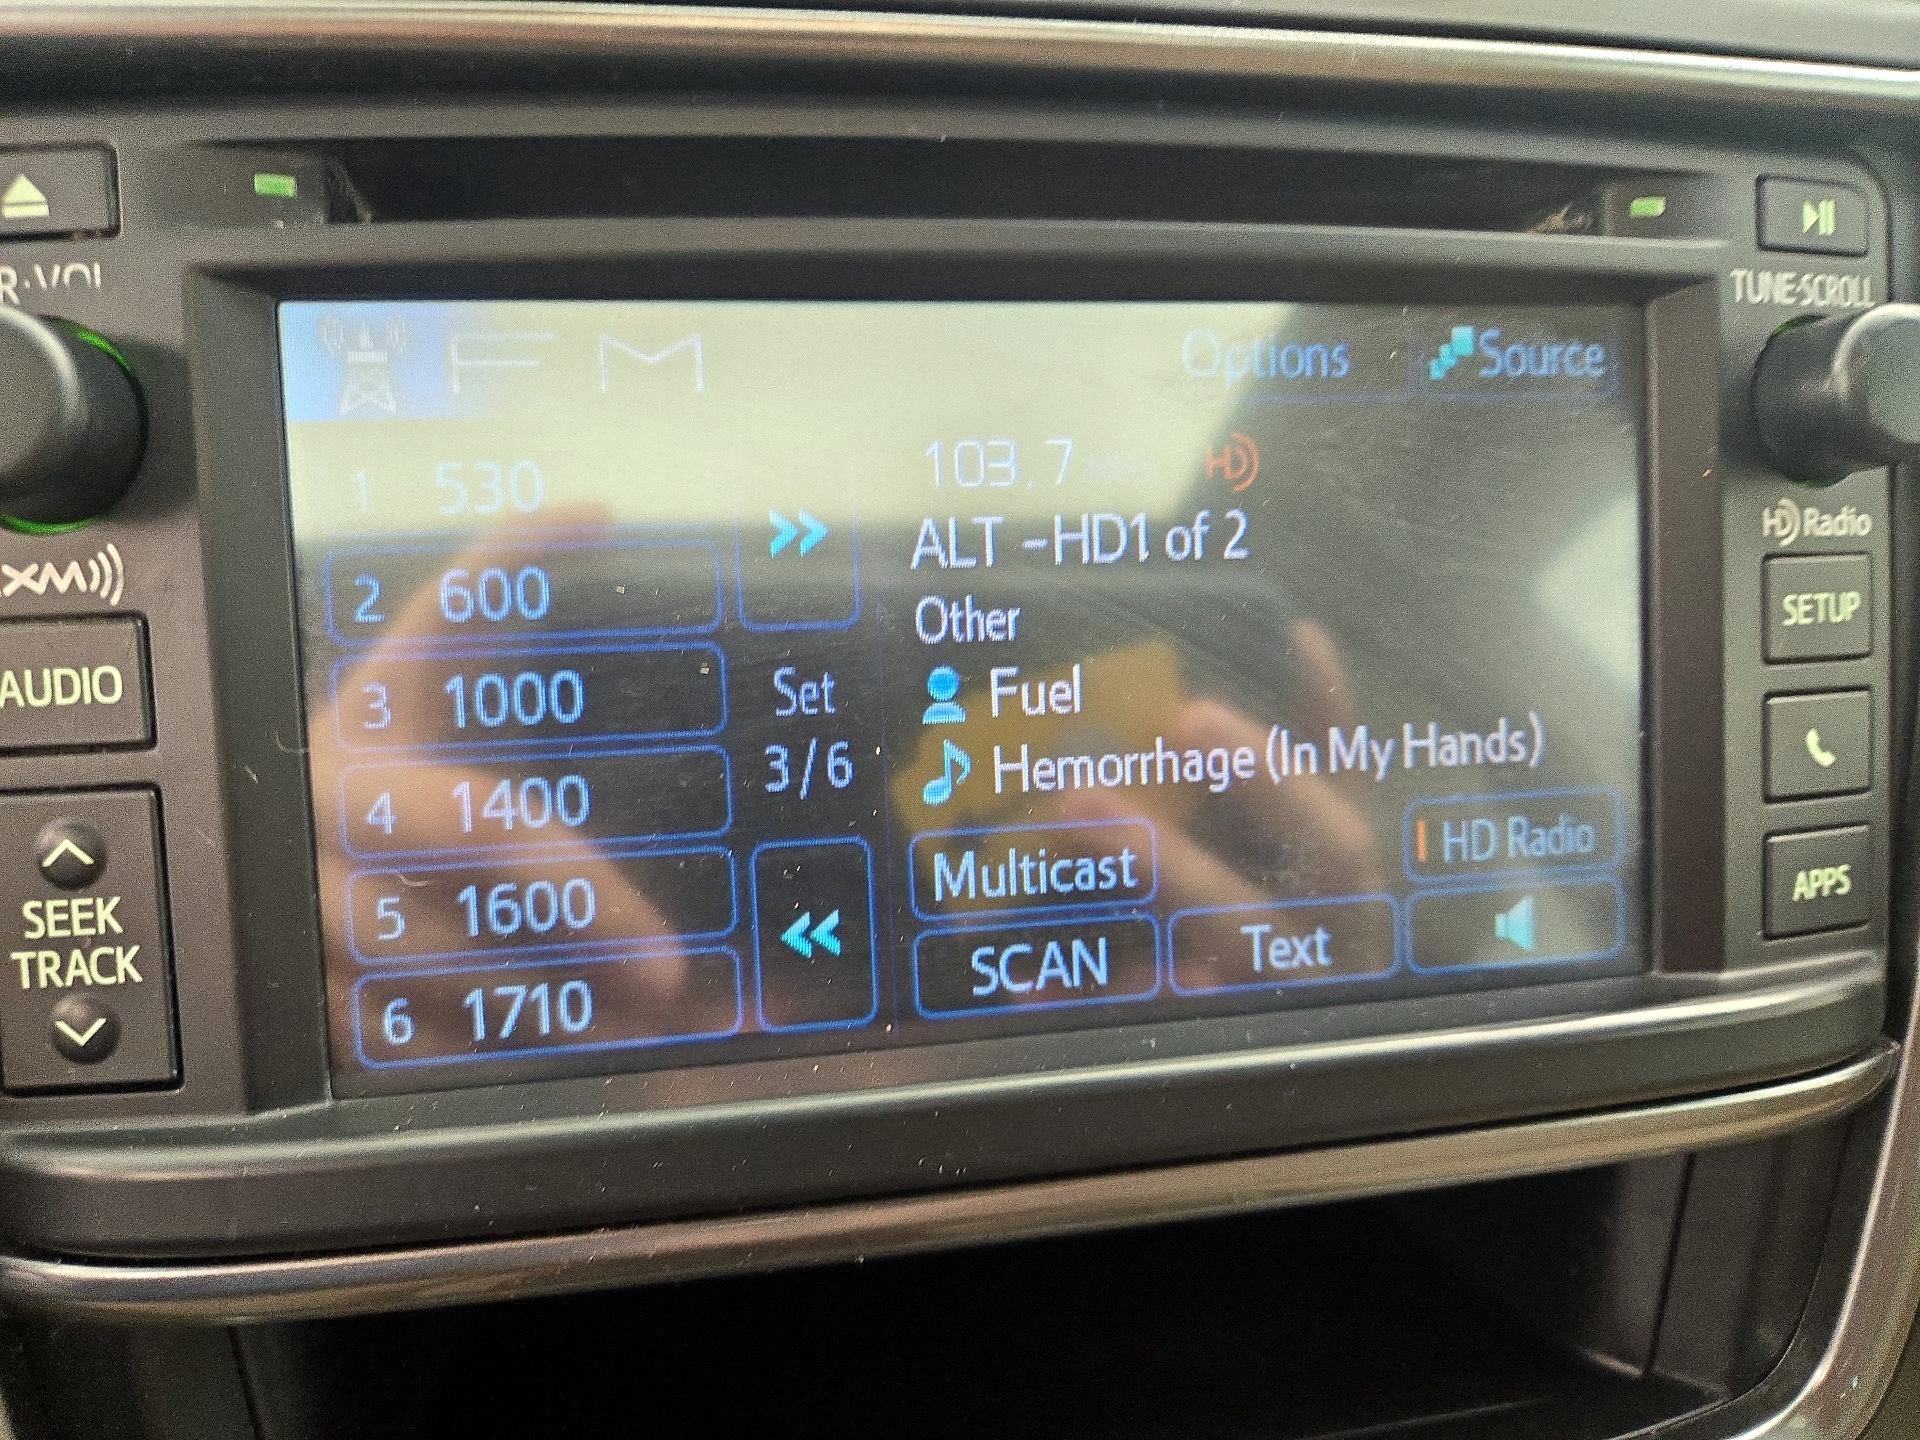 R·VOL
TUNE·SCROLL
FM
Options
Source
1 530
2 600
3 1000
4 1400
5 1600
6 1710
Set
3/6
103.7
HD
ALT -HD1 of 2
Other
Fuel
Hemorrhage (In My Hands)
Multicast
HD Radio
SCAN
Text
XM
AUDIO
SEEK
TRACK
HD Radio
SETUP
APPS